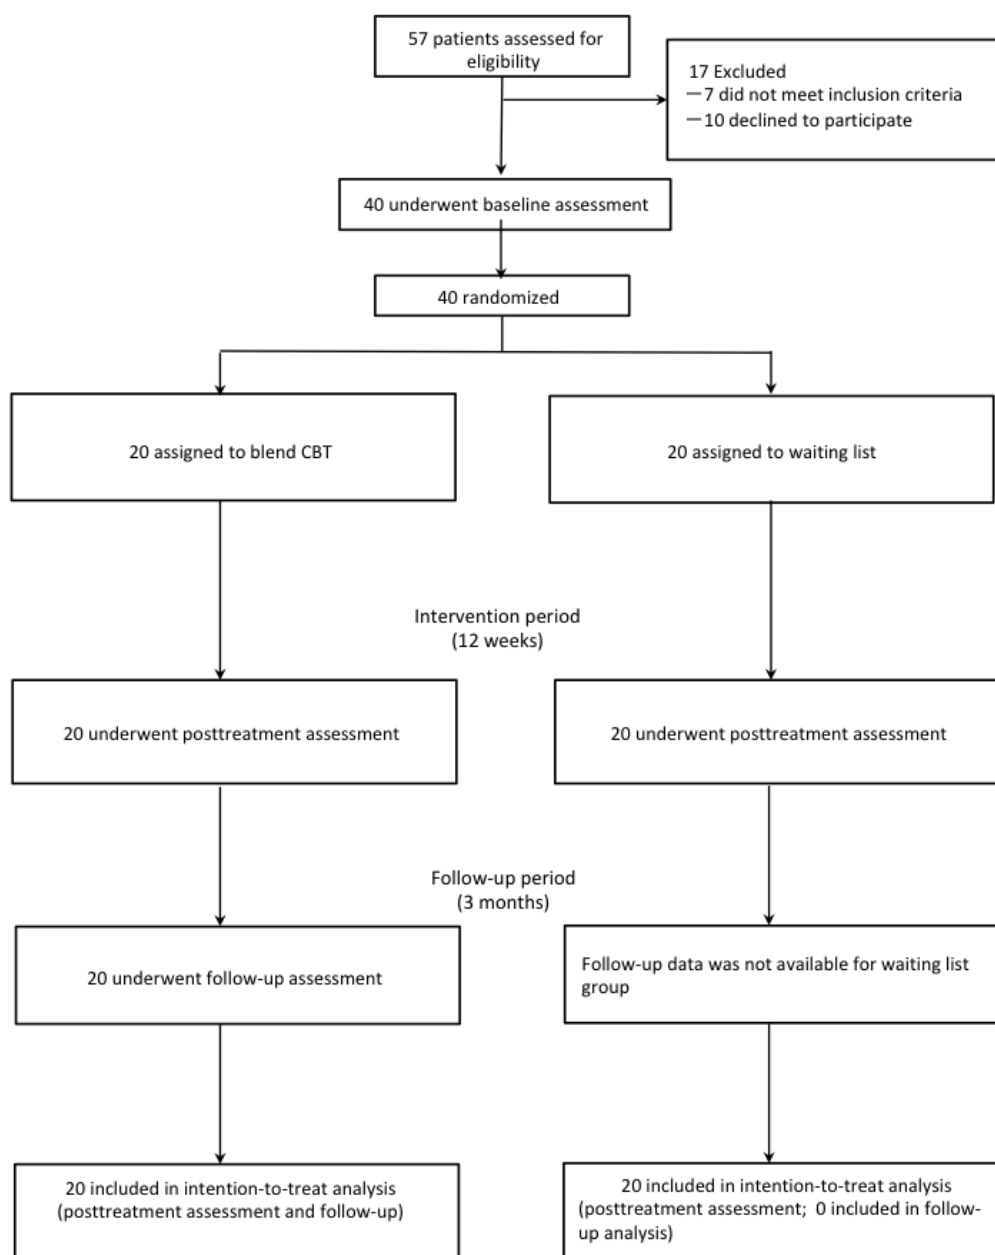 57 patients assessed for
eligibility
17 Excluded
—7 did not meet inclusion criteria
—10 declined to participate
40 underwent baseline assessment
40 randomized
20 assigned to blend CBT
20 assigned to waiting list
Intervention period
(12 weeks)
20 underwent posttreatment assessment
20 underwent posttreatment assessment
Follow-up period
(3 months)
20 underwent follow-up assessment
Follow-up data was not available for waiting list
group
20 included in intention-to-treat analysis
(posttreatment assessment and follow-up)
20 included in intention-to-treat analysis
(posttreatment assessment; 0 included in follow-
up analysis)